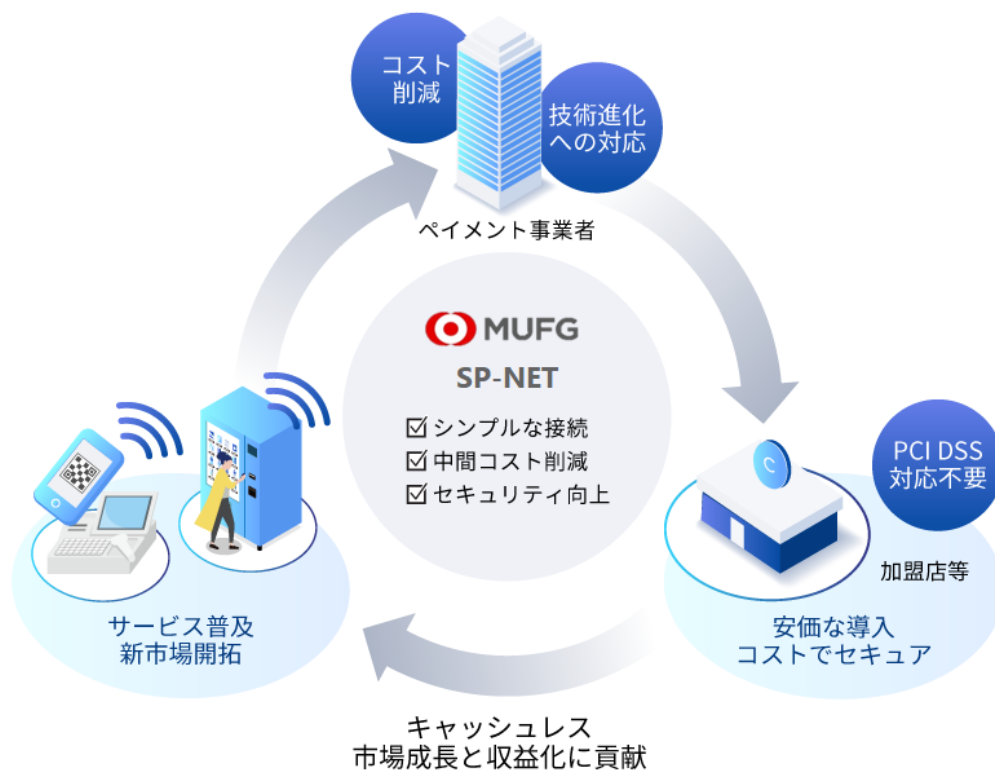 コスト
削減
技術進化
への対応
ペイメント事業者
MUFG
SP-NET
☑ シンプルな接続
☑ 中間コスト削減
☑ セキュリティ向上
PCI DSS
対応不要
C
加盟店等
サービス普及
新市場開拓
安価な導入
コストでセキュア
キャッシュレス
市場成長と収益化に貢献